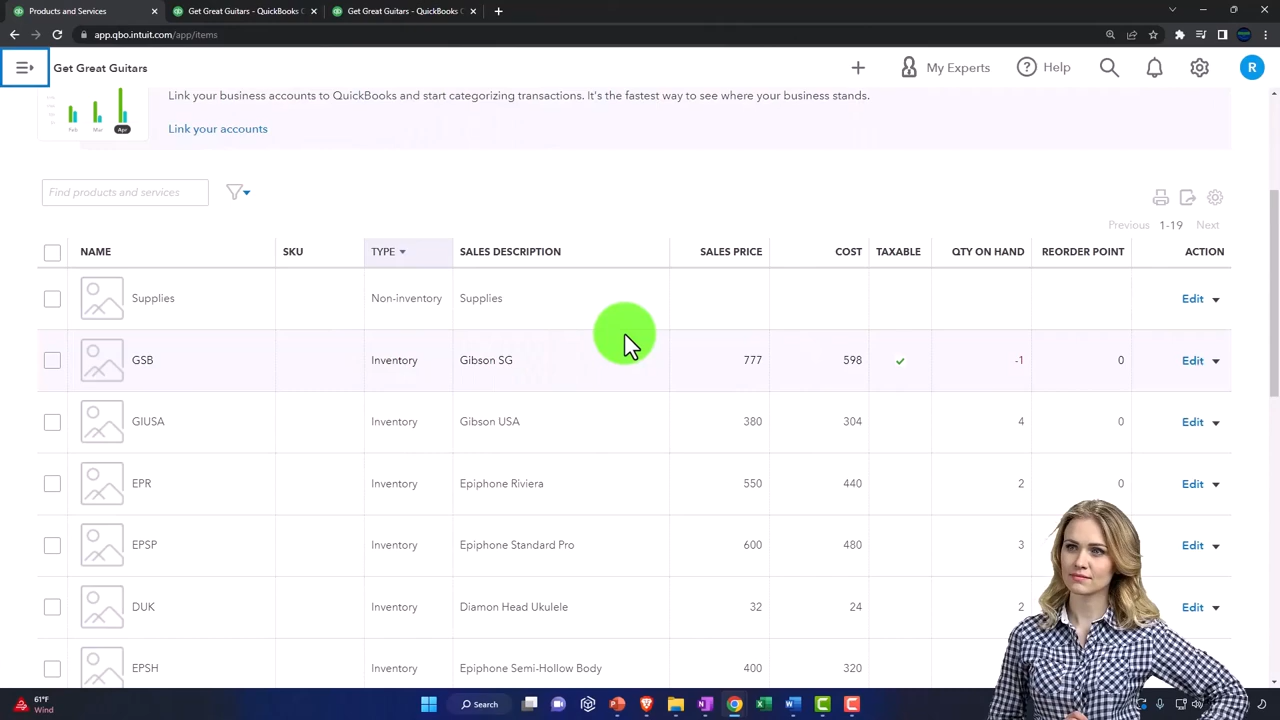 Products and Services
Get Great Guitars - QuickBooks O
Get Great Guitars - QuickBooks O
app.qbo.intuit.com/app/items
Get Great Guitars
My Experts
Help
R
Link your business accounts to QuickBooks and start categorizing transactions. It's the fastest way to see where your business stands.
Feb Mar Apr
Link your accounts
Find products and services
Previous 1-19 Next
NAME SKU TYPE SALES DESCRIPTION SALES PRICE COST TAXABLE QTY ON HAND REORDER POINT ACTION
Supplies Non-inventory Supplies Edit
GSB Inventory Gibson SG 777 598 -1 0 Edit
GIUSA Inventory Gibson USA 380 304 4 0 Edit
EPR Inventory Epiphone Riviera 550 440 2 0 Edit
EPSP Inventory Epiphone Standard Pro 600 480 3 Edit
DUK Inventory Diamon Head Ukulele 32 24 2 Edit
EPSH Inventory Epiphone Semi-Hollow Body 400 320
61°F
Wind
Search